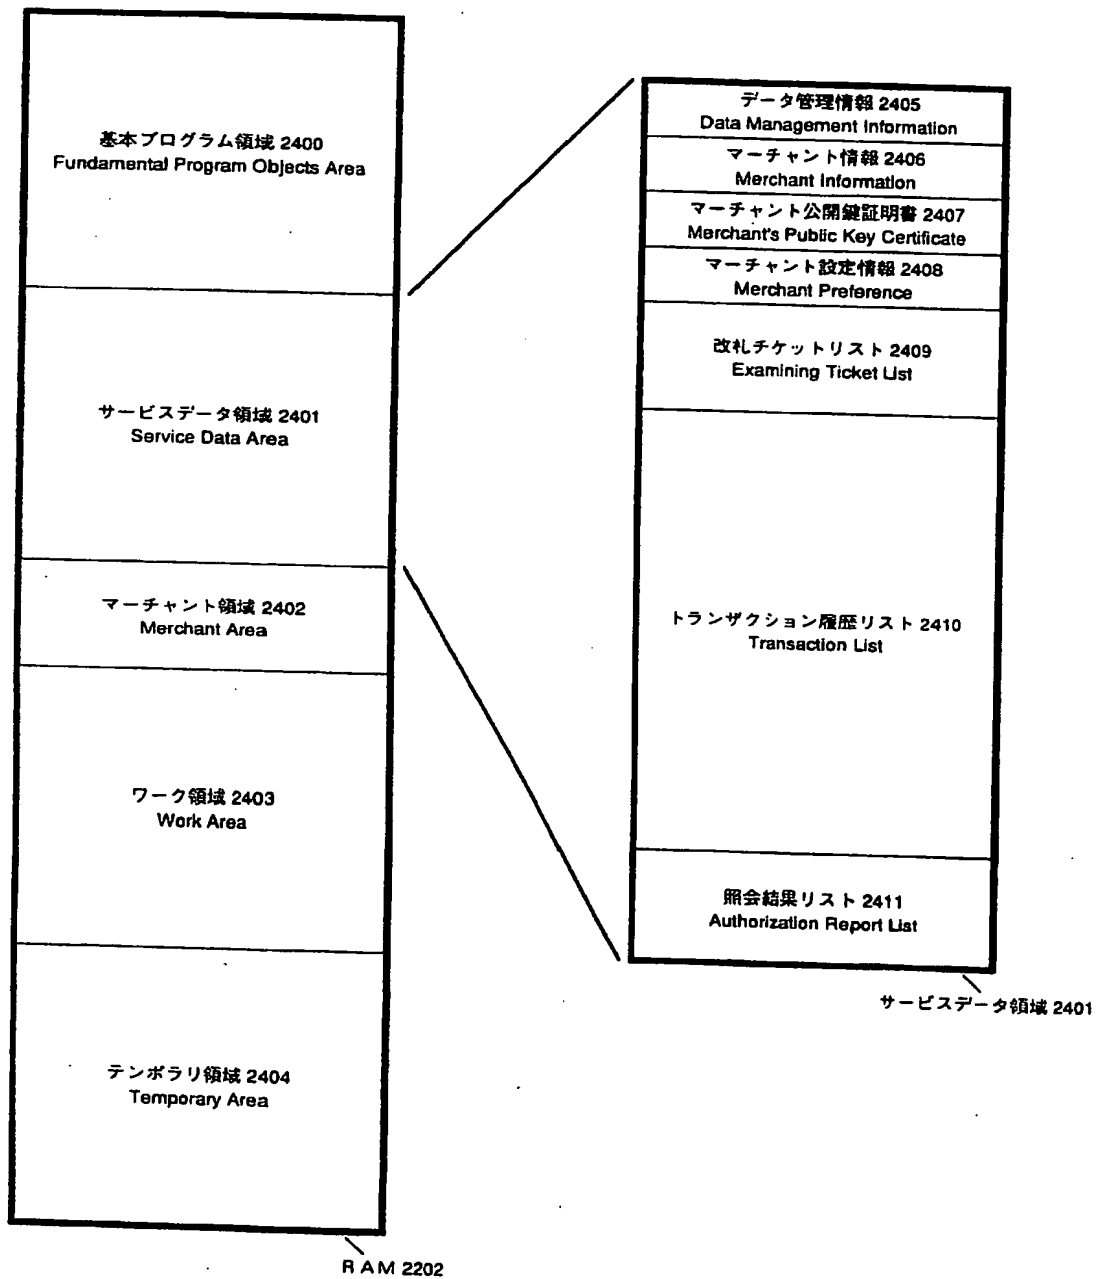 基本プログラム領域 2400
Fundamental Program Objects Area
サービスデータ領域 2401
Service Data Area
マーチャント領域 2402
Merchant Area
ワーク領域 2403
Work Area
テンポラリ領域 2404
Temporary Area
RAM 2202
データ管理情報 2405
Data Management Information
マーチャント情報 2406
Merchant Information
マーチャント公開鍵証明書 2407
Merchant's Public Key Certificate
マーチャント設定情報 2408
Merchant Preference
改札チケットリスト 2409
Examining Ticket List
トランザクション履歴リスト 2410
Transaction List
照会結果リスト 2411
Authorization Report List
サービスデータ領域 2401